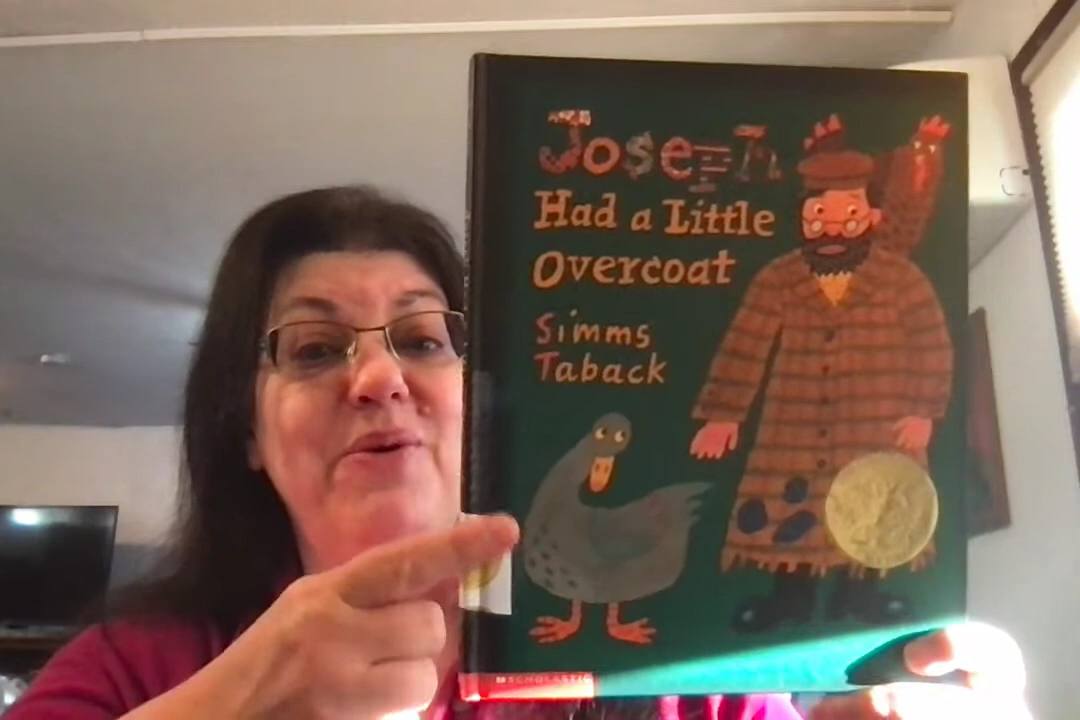 Joseph
Had a Little
Overcoat
Simms
Taback
SCHOLASTIC